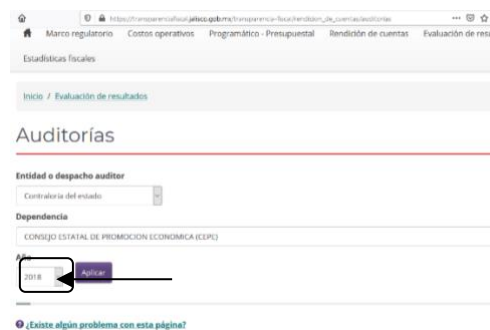 https://transparenciafiscal.jalisco.gob.mx/transparencia-fiscal/rendicion_de_cuentas/auditorias
Marco regulatorio Costos operativos Programático - Presupuestal Rendición de cuentas Evaluación de resu
Estadísticas fiscales
Inicio / Evaluación de resultados
Auditorías
Entidad o despacho auditor
Contraloría del estado
Dependencia
CONSEJO ESTATAL DE PROMOCION ECONOMICA (CEPE)
Año
2018 Aplicar
¿Existe algún problema con esta página?